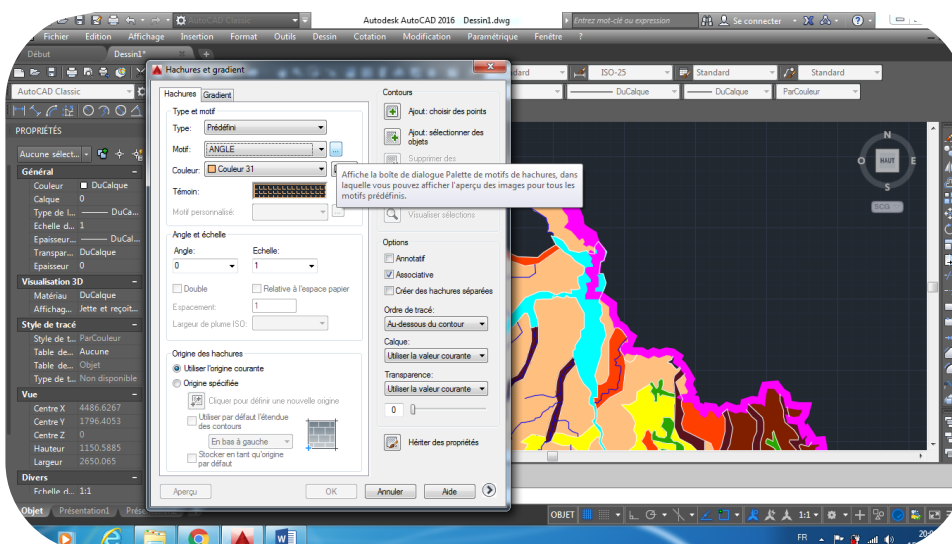 AutoCAD Classic
Autodesk AutoCAD 2016 Dessin1.dwg
Entrez mot-clé ou expression
Se connecter
Fichier Edition Affichage Insertion Format Outils Dessin Cotation Modification Paramétrique Fenêtre ?
Début
Dessin1*
ISO-25
Standard
Standard
AutoCAD Classic
DuCalque
DuCalque
ParCouleur
PROPRIÉTÉS
Aucune sélect...
Général
Couleur DuCalque
Calque 0
Type de l... DuCa...
Echelle d... 1
Epaisseur... DuCal...
Transpar... DuCalque
Epaisseur 0
Visualisation 3D
Matériau DuCalque
Affichag... Jette et reçoit...
Style de tracé
Style de t... ParCouleur
Table de... Aucune
Table de... Objet
Type de t... Non disponible
Vue
Centre X 4486.6267
Centre Y 1796.4053
Centre Z 0
Hauteur 1150.5885
Largeur 2650.065
Divers
Echelle d... 1:1
Objet Présentation1
Hachures et gradient
Hachures
Gradient
Type et motif
Type: Prédéfini
Motif: ANGLE
...
Couleur: Couleur 31
Témoin:
Motif personnalisé:
Angle et échelle
Angle: Echelle:
0 1
Double
Relative à l'espace papier
Espacement: 1
Largeur de plume ISO:
Origine des hachures
Utiliser l'origine courante
Origine spécifiée
Cliquer pour définir une nouvelle origine
Utiliser par défaut l'étendue
des contours
En bas à gauche
Stocker en tant qu'origine
par défaut
Contours
Ajout: choisir des points
Ajout: sélectionner des
objets
Supprimer des
Affiche la boîte de dialogue Palette de motifs de hachures, dans
laquelle vous pouvez afficher l'aperçu des images pour tous les
motifs prédéfinis.
Visualiser sélections
Options
Annotatif
Associative
Créer des hachures séparées
Ordre de tracé:
Au-dessous du contour
Calque:
Utiliser la valeur courante
Transparence:
Utiliser la valeur courante
0
Hériter des propriétés
Aperçu
OK
Annuler
Aide
N
O HAUT E
S
SCG
OBJET
1:1
FR